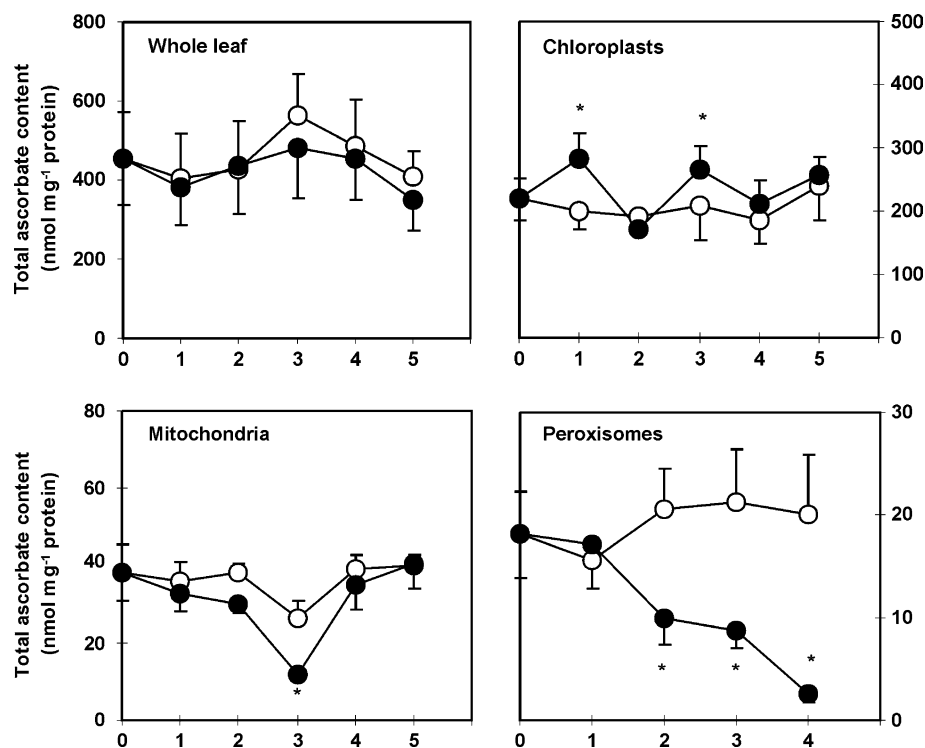 Whole leaf
Total ascorbate content
(nmol mg⁻¹ protein)
800
600
400
200
0
0 1 2 3 4 5
Chloroplasts
* *
500
400
300
200
100
0
0 1 2 3 4 5
Mitochondria
Total ascorbate content
(nmol mg⁻¹ protein)
80
60
40
20
0
*
0 1 2 3 4 5
Peroxisomes
30
20
10
0
* * *
0 1 2 3 4